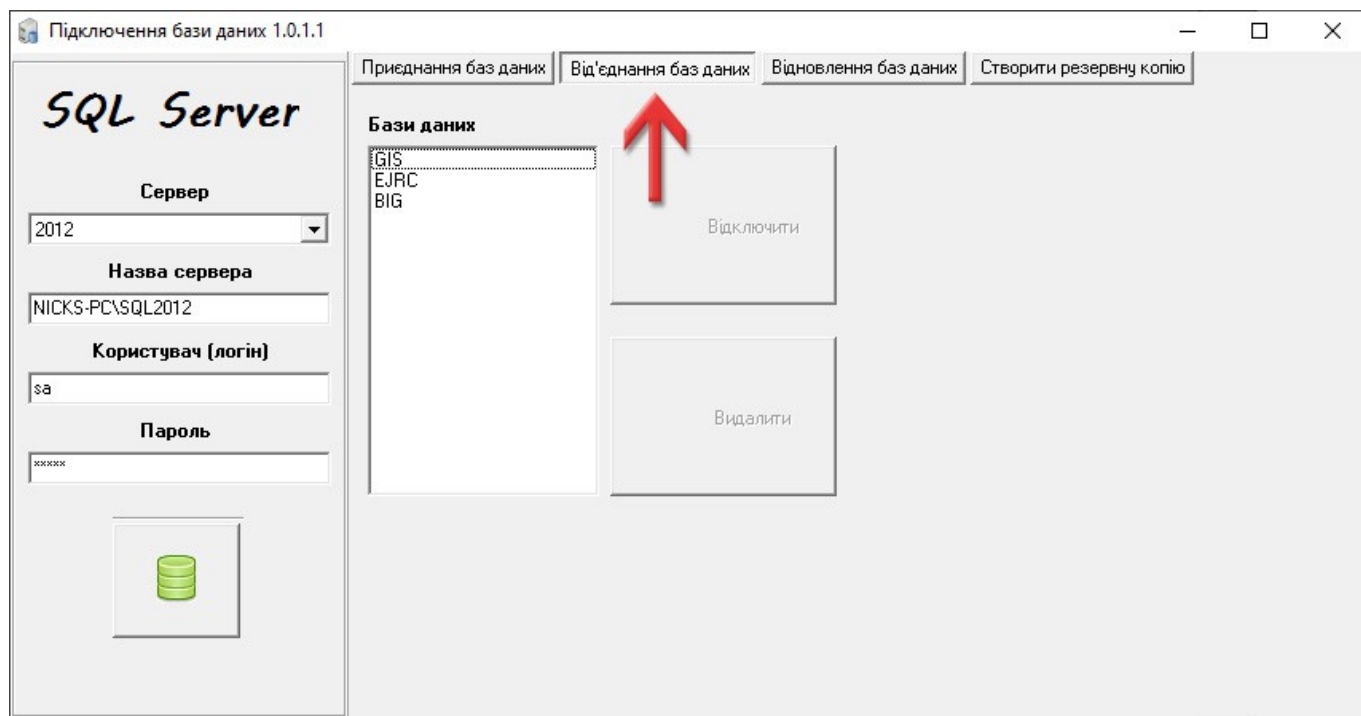 Підключення бази даних 1.0.1.1
Приєднання баз даних
Від'єднання баз даних
Відновлення баз даних
Створити резервну копію
SQL Server
Сервер
2012
Назва сервера
NICKS-PC\SQL2012
Користувач (логін)
sa
Пароль
×××××
Бази даних
GIS
EJRC
BIG
Відключити
Видалити